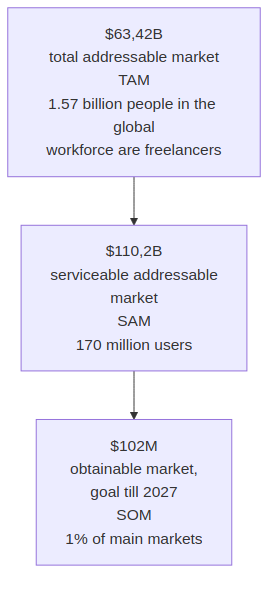 $63,42B
total addressable market
TAM
1.57 billion people in the
global
workforce are freelancers
$110,2B
serviceable addressable
market
SAM
170 million users
$102M
obtainable market,
goal till 2027
SOM
1% of main markets